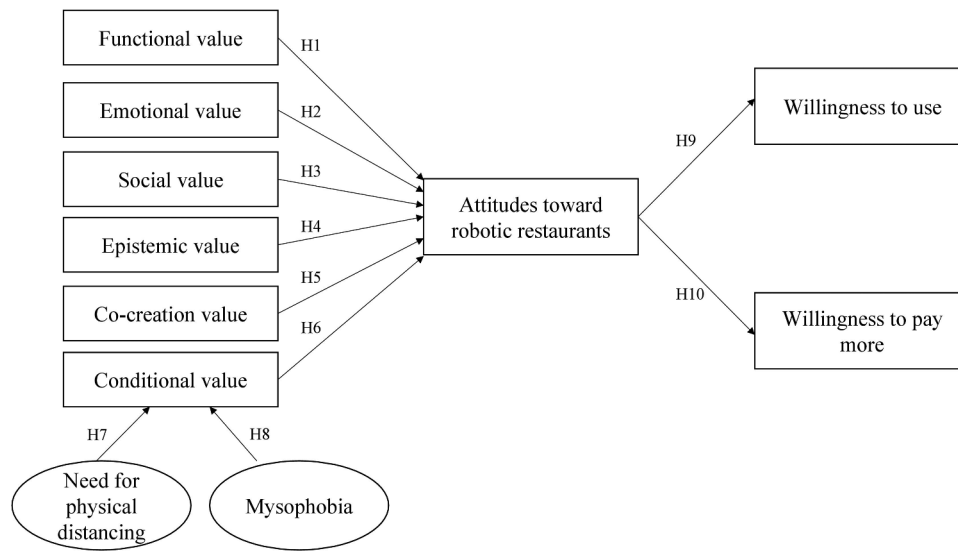 Functional value
H1
Emotional value
H2
Social value
H3
Epistemic value
H4
Co-creation value
H5
Conditional value
H6
H7
H8
Need for
physical
distancing
Mysophobia
Attitudes toward
robotic restaurants
H9
H10
Willingness to use
Willingness to pay
more